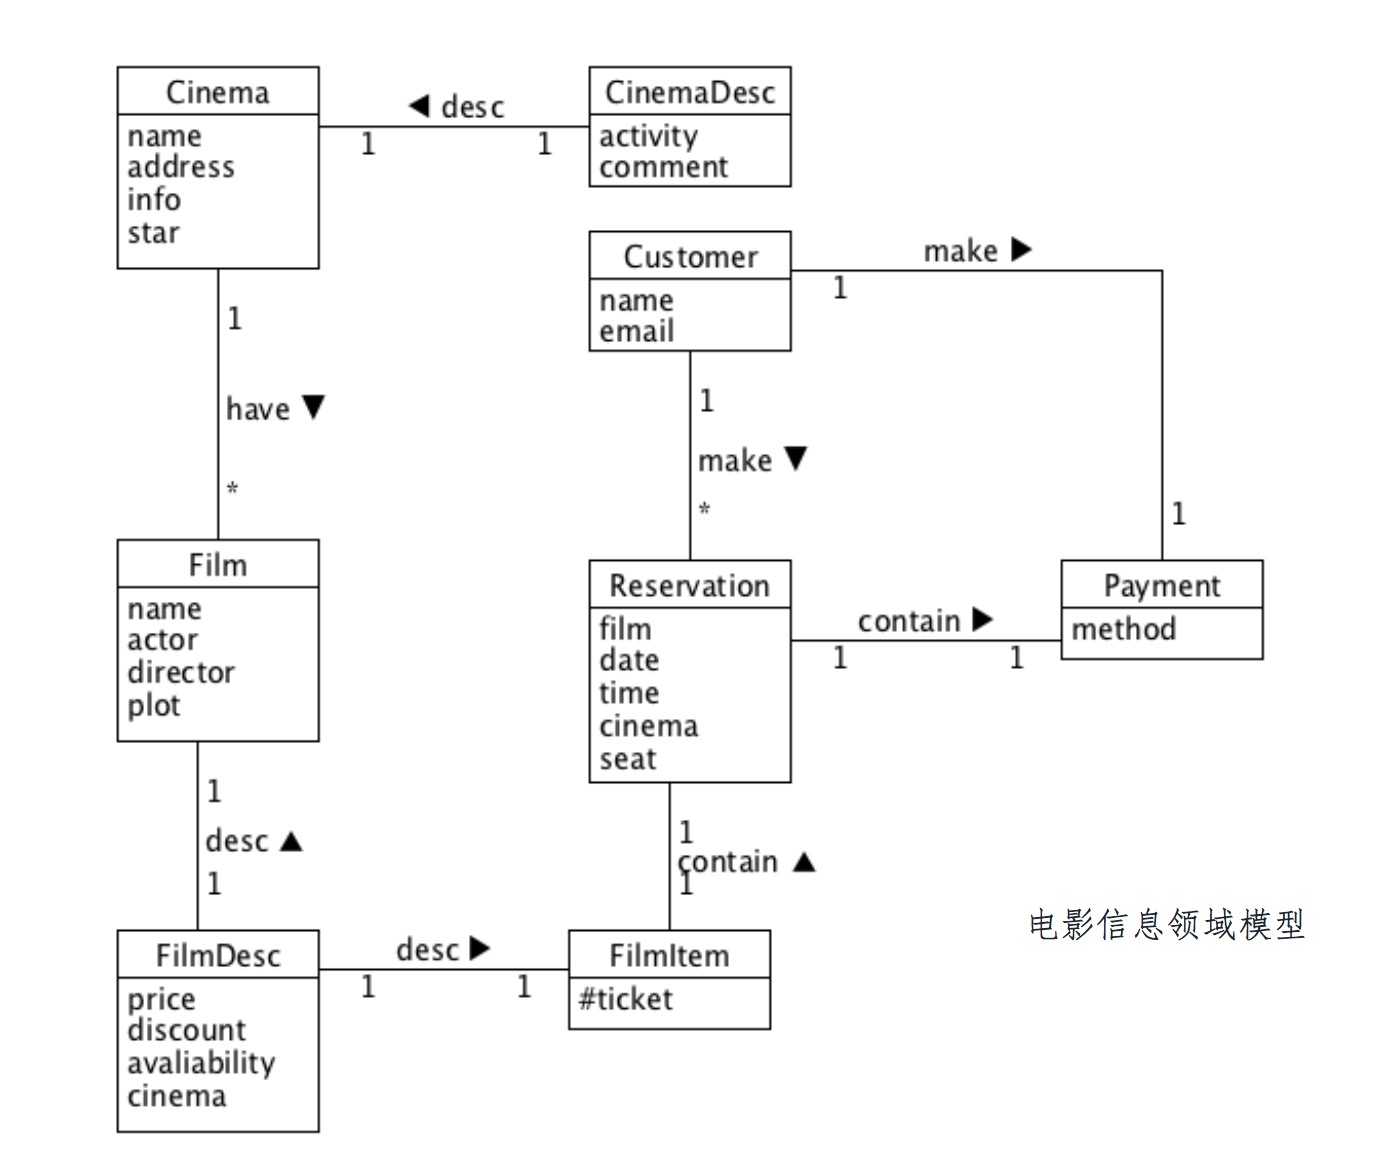 Cinema
name
address
info
star
◀ desc
1
1
CinemaDesc
activity
comment
Customer
name
email
make ▶
1
1
1
have ▼
*
1
make ▼
*
Film
name
actor
director
plot
Reservation
film
date
time
cinema
seat
contain ▶
1
1
Payment
method
1
desc ▲
1
1
contain ▲
1
电影信息领域模型
FilmDesc
price
discount
avaliability
cinema
desc ▶
1
1
FilmItem
#ticket